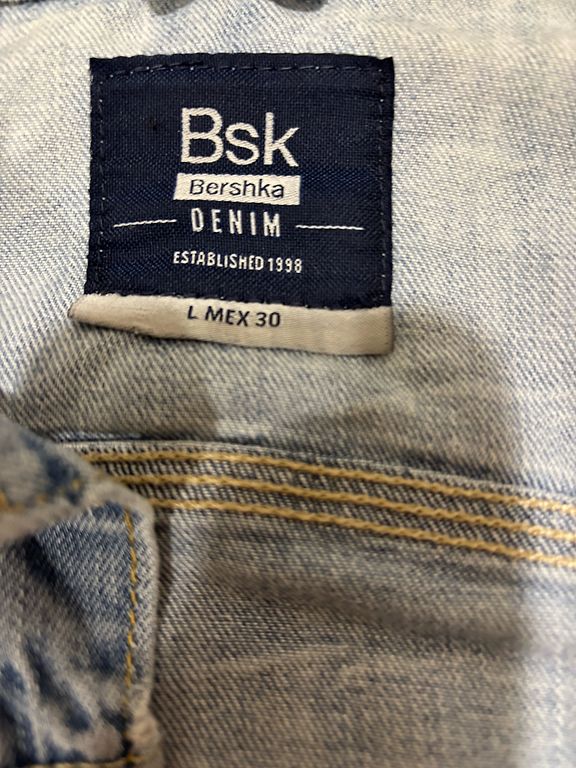 Bsk
Bershka
DENIM
ESTABLISHED 1998
L MEX 30